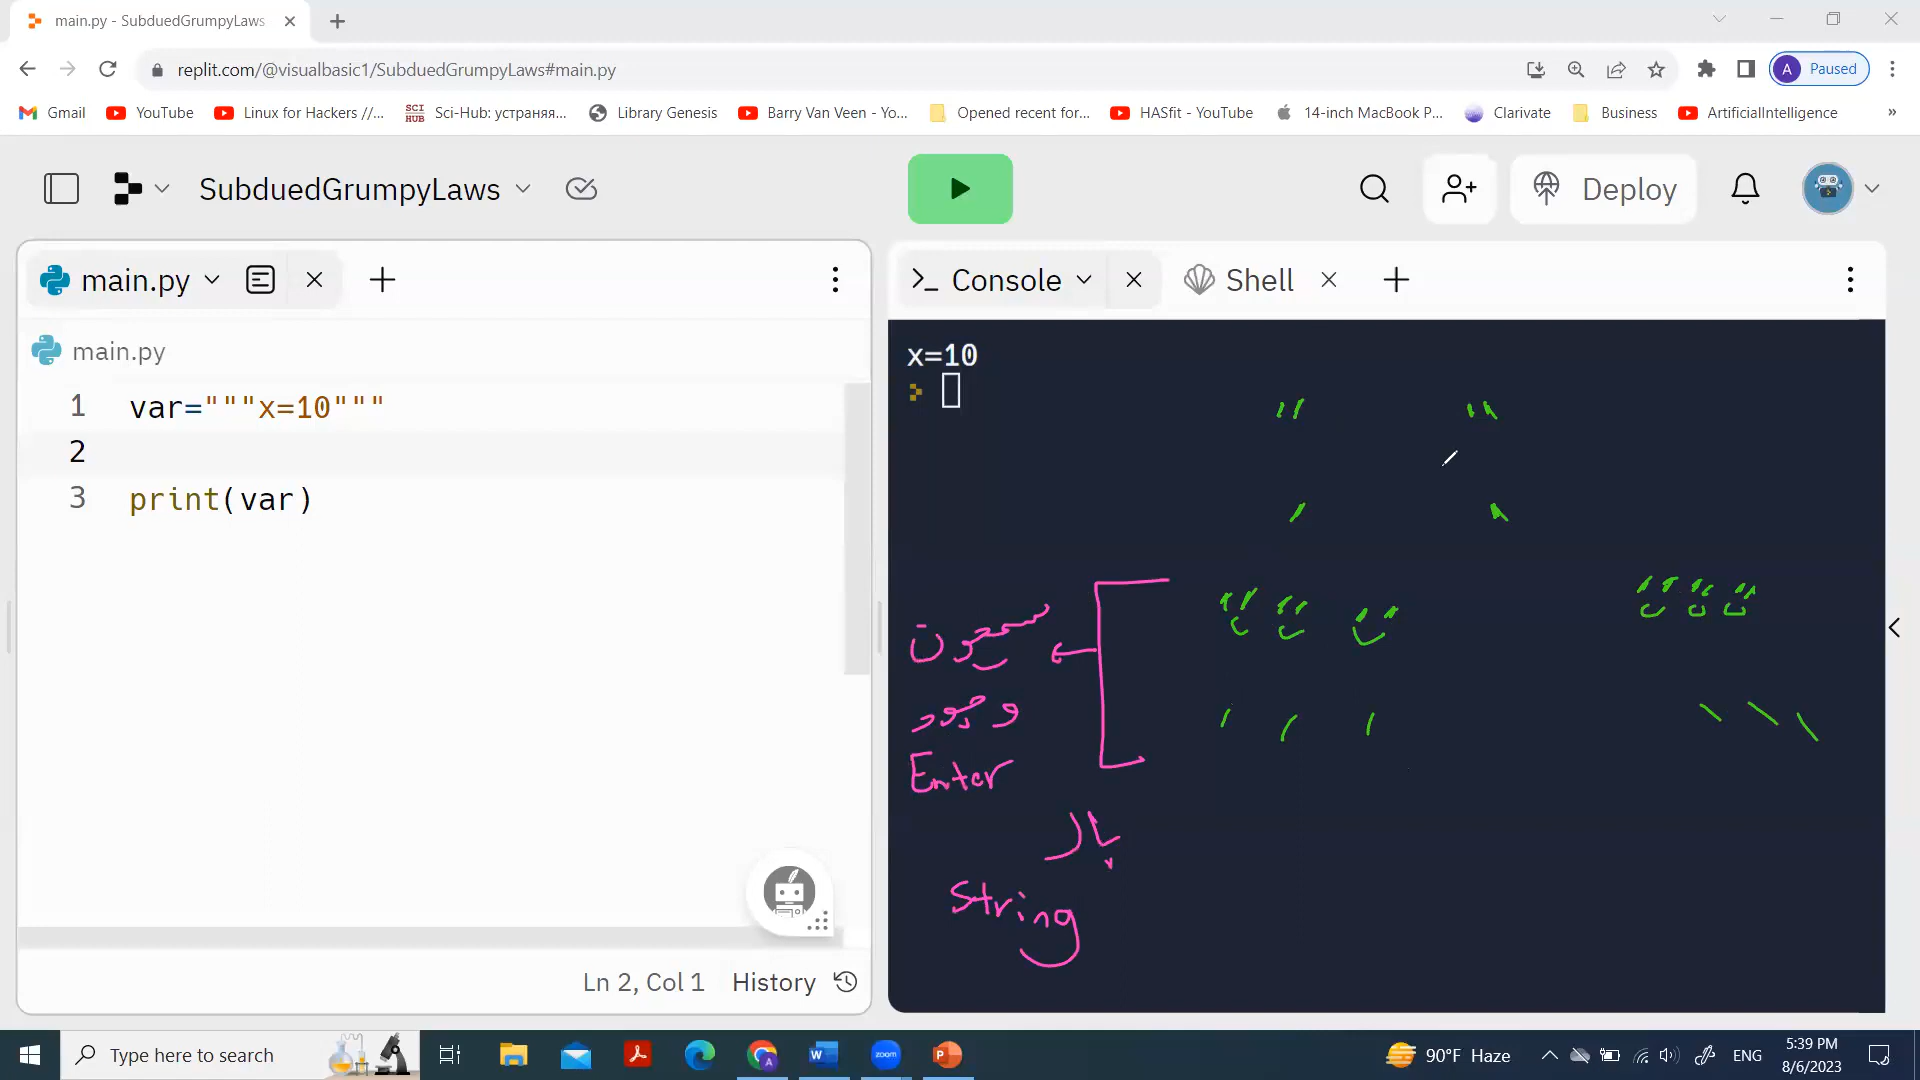 main.py - SubduedGrumpyLaws
replit.com/@visualbasic1/SubduedGrumpyLaws#main.py
A Paused
Gmail YouTube Linux for Hackers //... SCI HUB Sci-Hub: устраняя... Library Genesis Barry Van Veen - Yo... Opened recent for... HASfit - YouTube 14-inch MacBook P... Clarivate Business ArtificialIntelligence »
SubduedGrumpyLaws
Deploy
main.py
Console
Shell
main.py
1 var="""x=10"""
2
3 print(var)
x=10
وجود
Enter
String
Ln 2, Col 1 History
Type here to search
90°F Haze
ENG
5:39 PM
8/6/2023